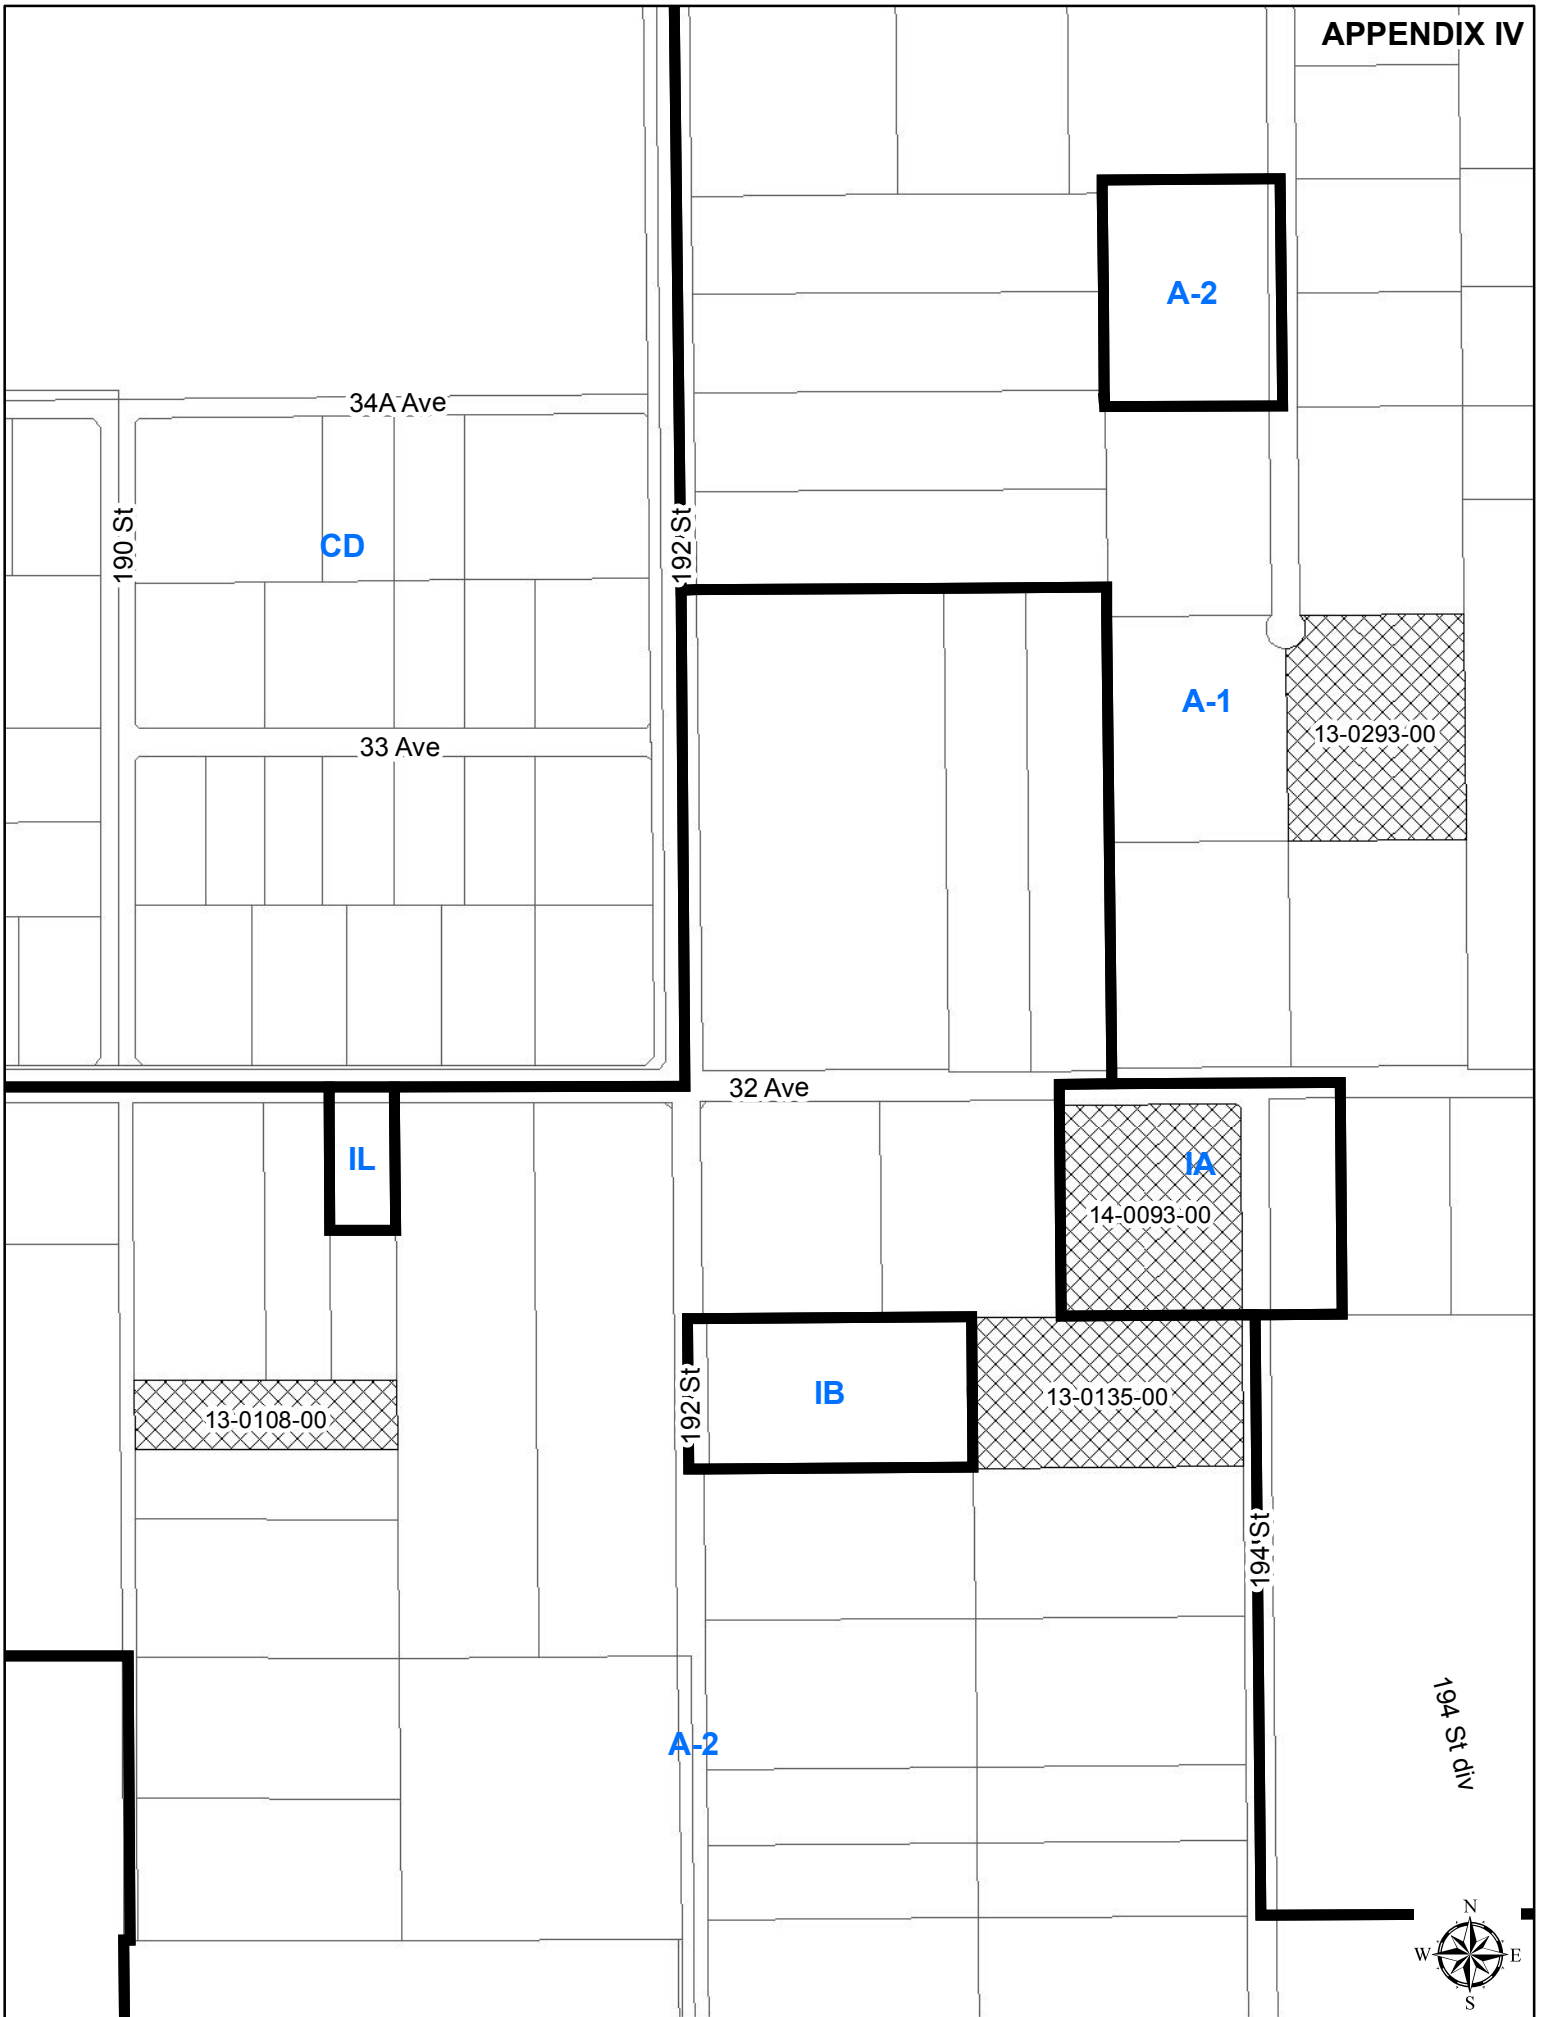 APPENDIX IV
A-2
34A Ave
190 St
CD
192 St
A-1
13-0293-00
33 Ave
32 Ave
IL
IA
14-0093-00
192 St
IB
13-0135-00
13-0108-00
194 St
194 St div
A-2
N
W E
S